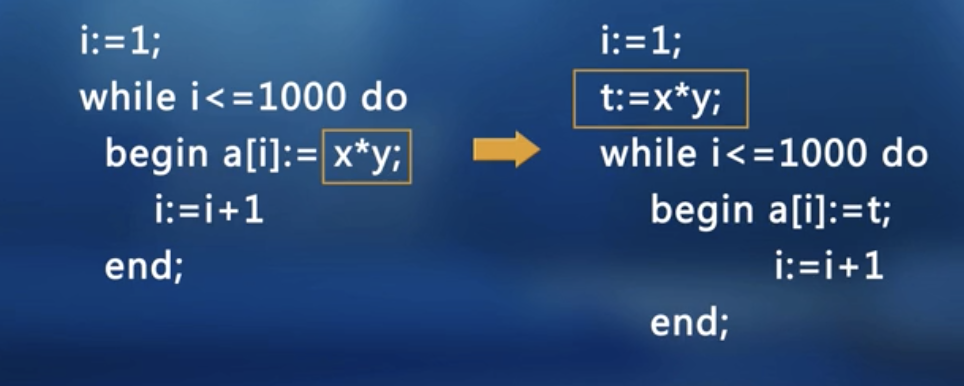 i:=1;
while i<=1000 do
begin a[i]:= x*y;
i:=i+1
end;
i:=1;
t:=x*y;
while i<=1000 do
begin a[i]:=t;
i:=i+1
end;